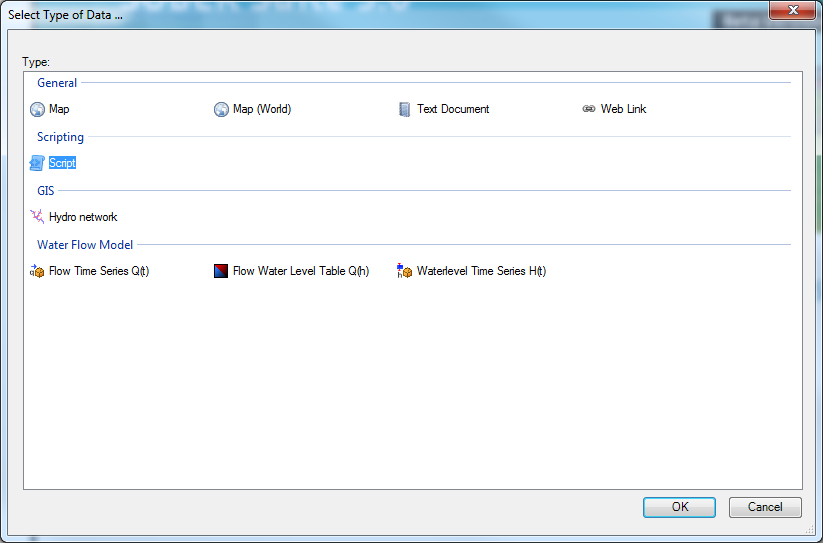 Select Type of Data ...
Type:
General
Map Map (World) Text Document Web Link
Scripting
Script
GIS
Hydro network
Water Flow Model
Flow Time Series Q(t) Flow Water Level Table Q(h) Waterlevel Time Series H(t)
OK Cancel